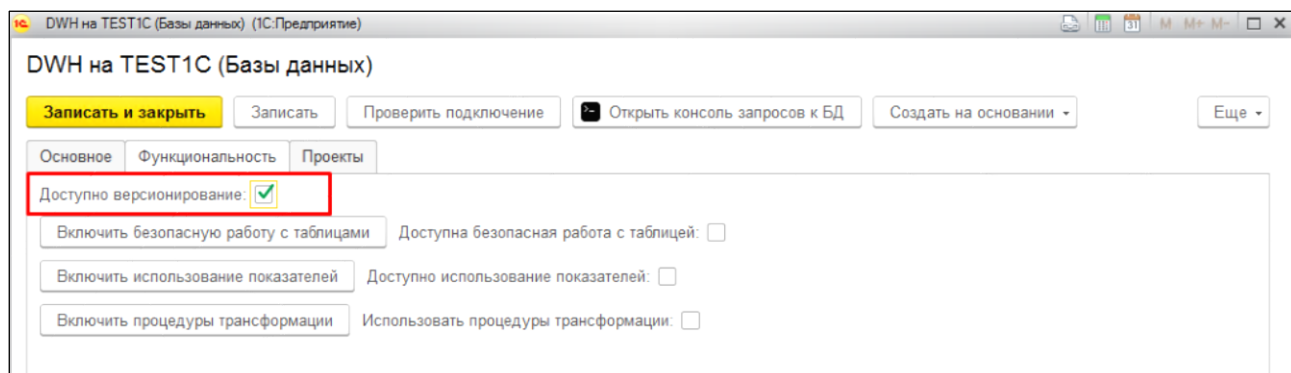 1С DWH на TEST1C (Базы данных) (1С:Предприятие) 31 M M+ M-
DWH на TEST1C (Базы данных)
Записать и закрыть Записать Проверить подключение Открыть консоль запросов к БД Создать на основании Еще
Основное Функциональность Проекты
Доступно версионирование:
Включить безопасную работу с таблицами Доступна безопасная работа с таблицей:
Включить использование показателей Доступно использование показателей:
Включить процедуры трансформации Использовать процедуры трансформации: